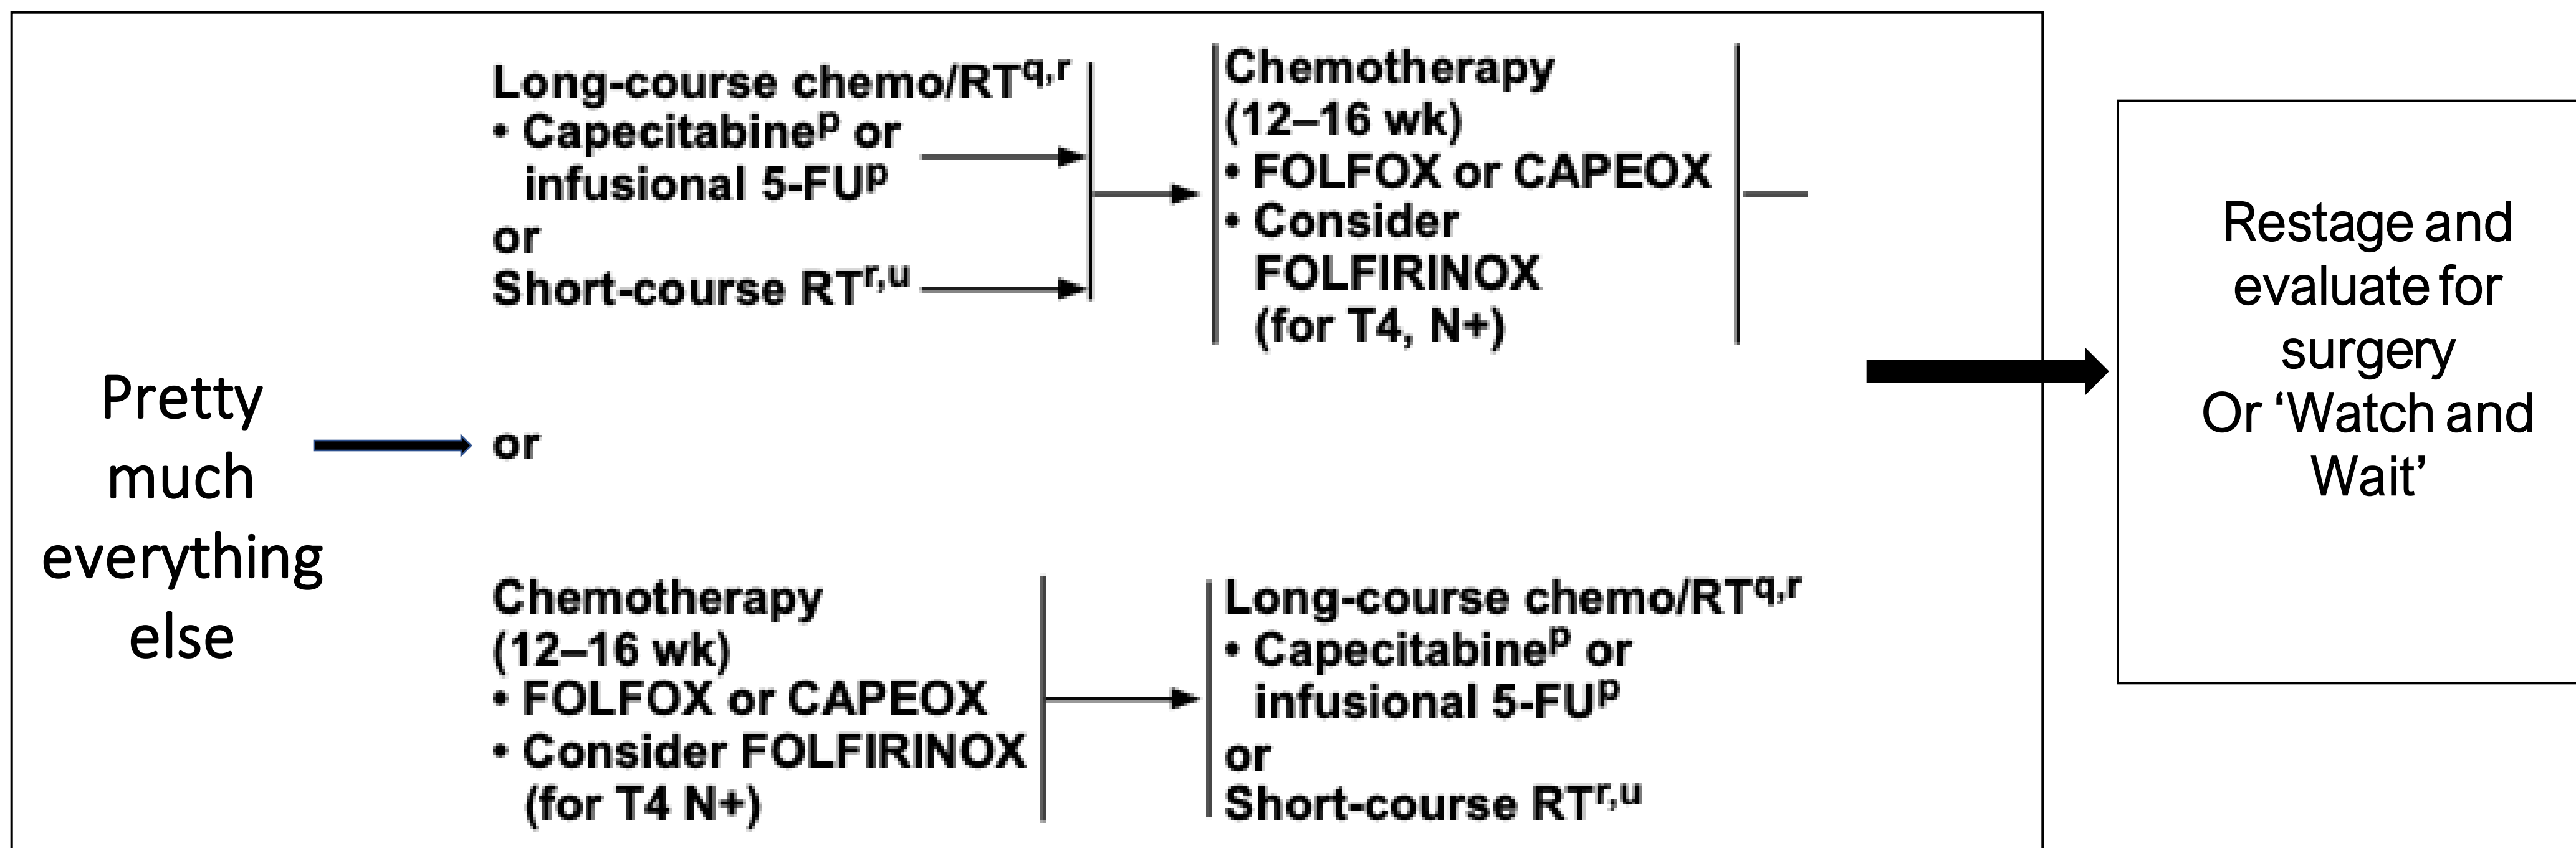 Pretty
much
everything
else
Long-course chemo/RTq,r
• Capecitabinep or
infusional 5-FUp
or
Short-course RTr,u
Chemotherapy
(12–16 wk)
• FOLFOX or CAPEOX
• Consider
FOLFIRINOX
(for T4, N+)
or
Chemotherapy
(12–16 wk)
• FOLFOX or CAPEOX
• Consider FOLFIRINOX
(for T4 N+)
Long-course chemo/RTq,r
• Capecitabinep or
infusional 5-FUp
or
Short-course RTr,u
Restage and
evaluate for
surgery
Or ‘Watch and
Wait’